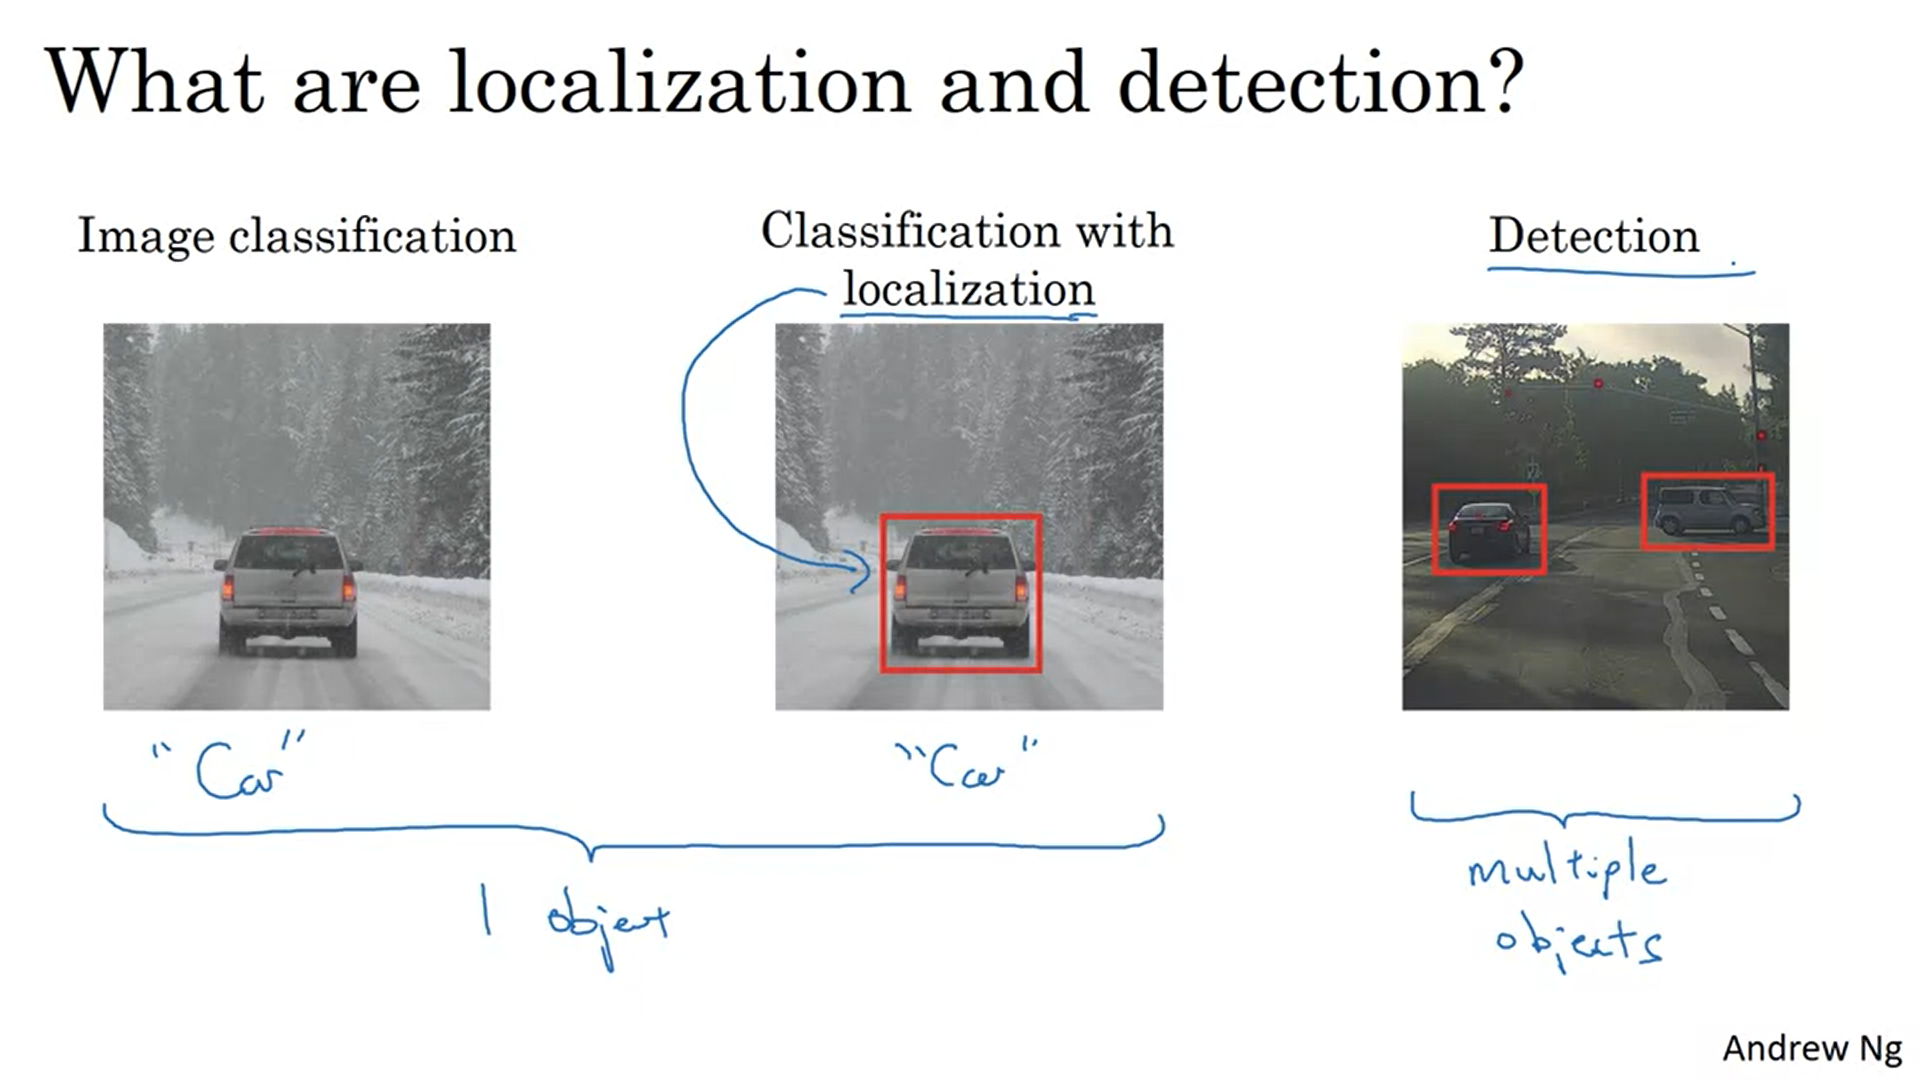 What are localization and detection?
Image classification
Classification with
localization
Detection
"Car"
"Car"
1 object
multiple
objects
Andrew Ng